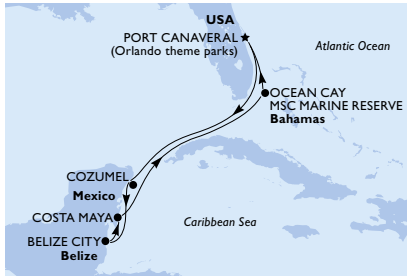 USA
PORT CANAVERAL
(Orlando theme parks)
Atlantic Ocean
OCEAN CAY
MSC MARINE RESERVE
Bahamas
COZUMEL
Mexico
COSTA MAYA
Caribbean Sea
BELIZE CITY
Belize